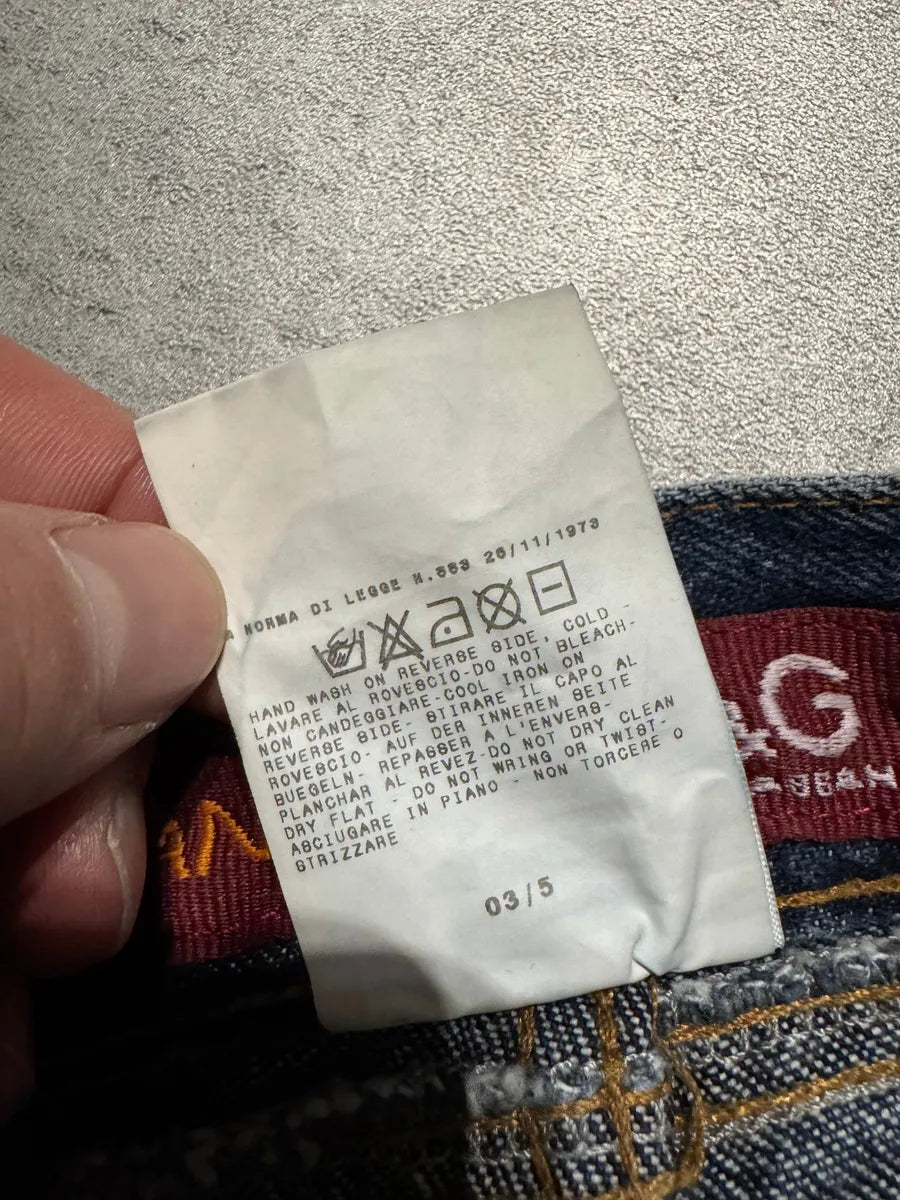 A NORMA DI LEGGE N.883 26/11/1973
HAND WASH ON REVERSE SIDE, COLD -
LAVARE AL ROVESCIO-DO NOT BLEACH-
NON CANDEGGIARE-COOL IRON ON
REVERSE SIDE- STIRARE IL CAPO AL
ROVESCIO- AUF DER INNEREN SEITE
BUEGELN- REPASSER A L'ENVERS-
PLANCHAR AL REVEZ-DO NOT DRY CLEAN
DRY FLAT - DO NOT WRING OR TWIST-
ASCIUGARE IN PIANO - NON TORCERE O
STRIZZARE
03/5
&G